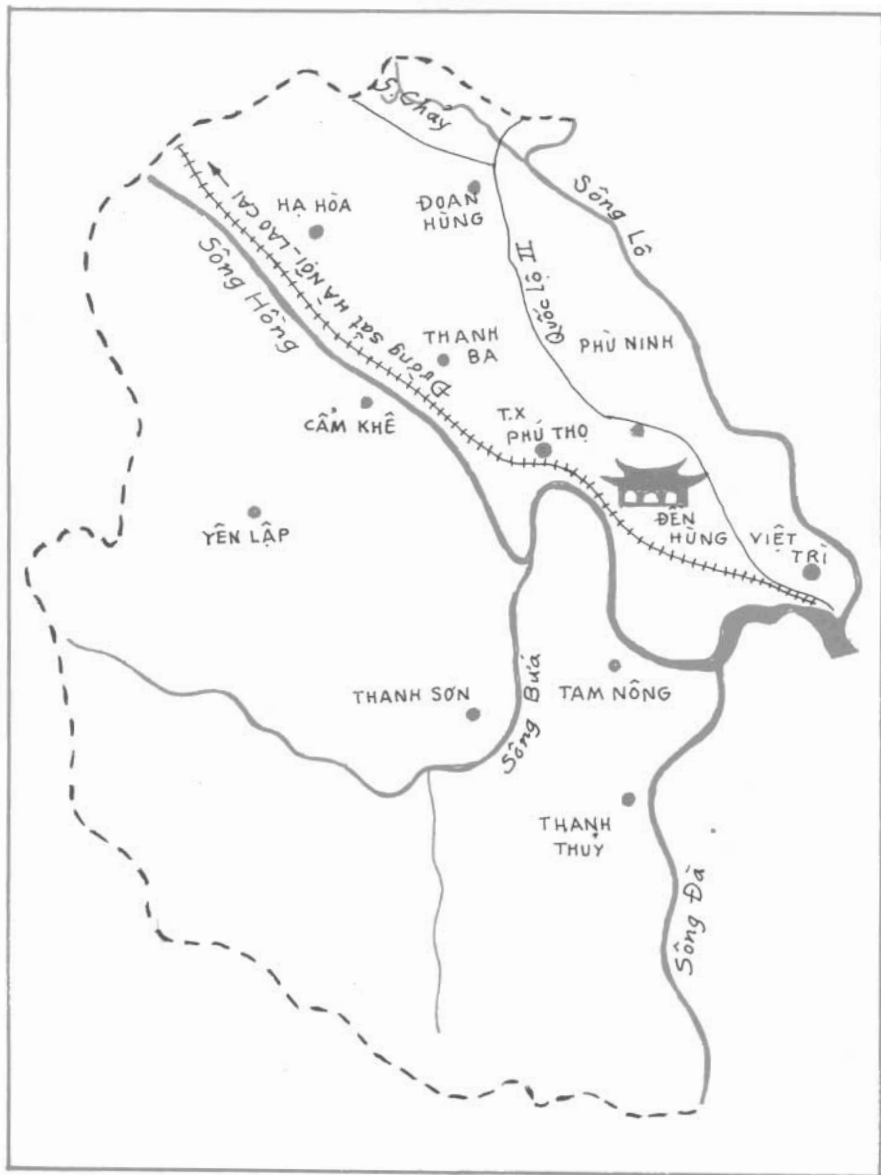 S. Chảy
Sông Lô
HẠ HÒA
ĐOAN
HÙNG
Đường sắt HÀ NỘI - LAO CAI
Sông Hồng
Quốc lộ II
PHÙ NINH
THANH
BA
CẨM KHÊ
T.X
PHÚ THỌ
YÊN LẬP
ĐỀN
HÙNG
VIỆT
TRÌ
THANH SƠN
Sông Bứa
TAM NÔNG
THANH
THUỶ
Sông Đà